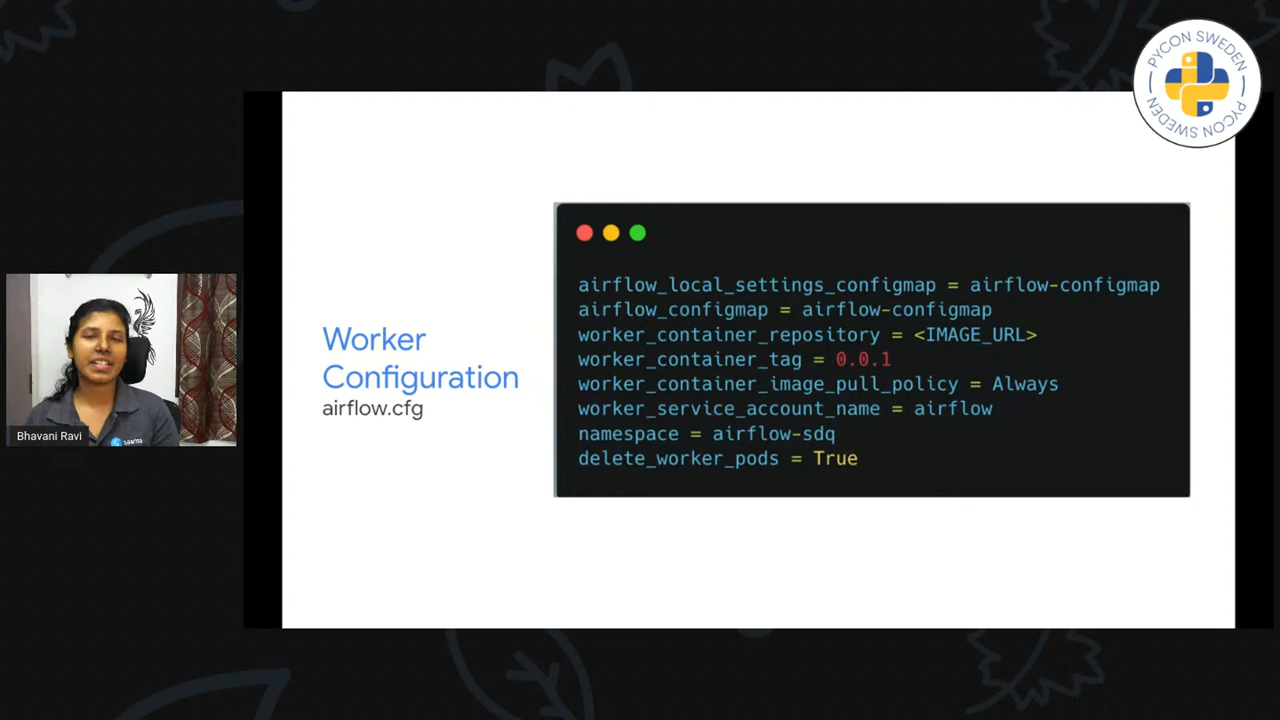 PYCON SWEDEN
PYCON SWEDEN
Worker
Configuration
airflow.cfg
airflow_local_settings_configmap = airflow-configmap
airflow_configmap = airflow-configmap
worker_container_repository = <IMAGE_URL>
worker_container_tag = 0.0.1
worker_container_image_pull_policy = Always
worker_service_account_name = airflow
namespace = airflow-sdq
delete_worker_pods = True
Bhavani Ravi
saama